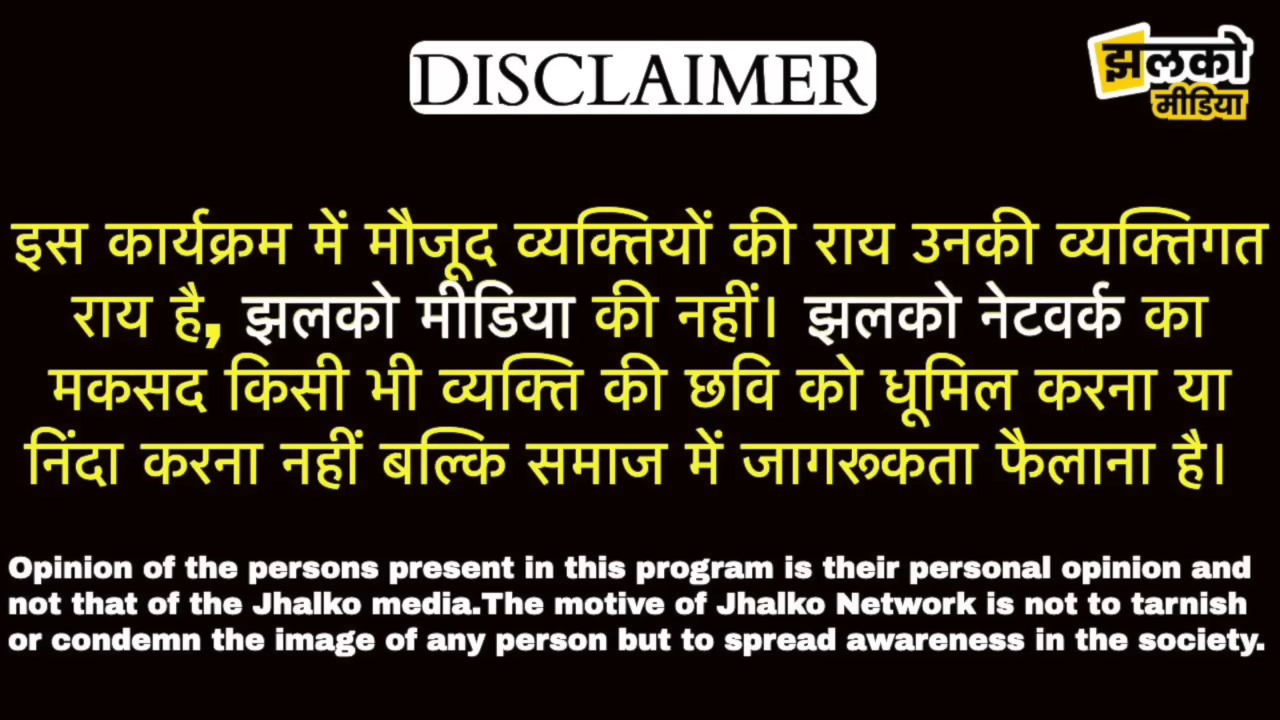 DISCLAIMER
झलको
मीडिया
इस कार्यक्रम में मौजूद व्यक्तियों की राय उनकी व्यक्तिगत
राय है, झलको मीडिया की नहीं। झलको नेटवर्क का
मकसद किसी भी व्यक्ति की छवि को धूमिल करना या
निंदा करना नहीं बल्कि समाज में जागरूकता फैलाना है।
Opinion of the persons present in this program is their personal opinion and
not that of the Jhalko media.The motive of Jhalko Network is not to tarnish
or condemn the image of any person but to spread awareness in the society.